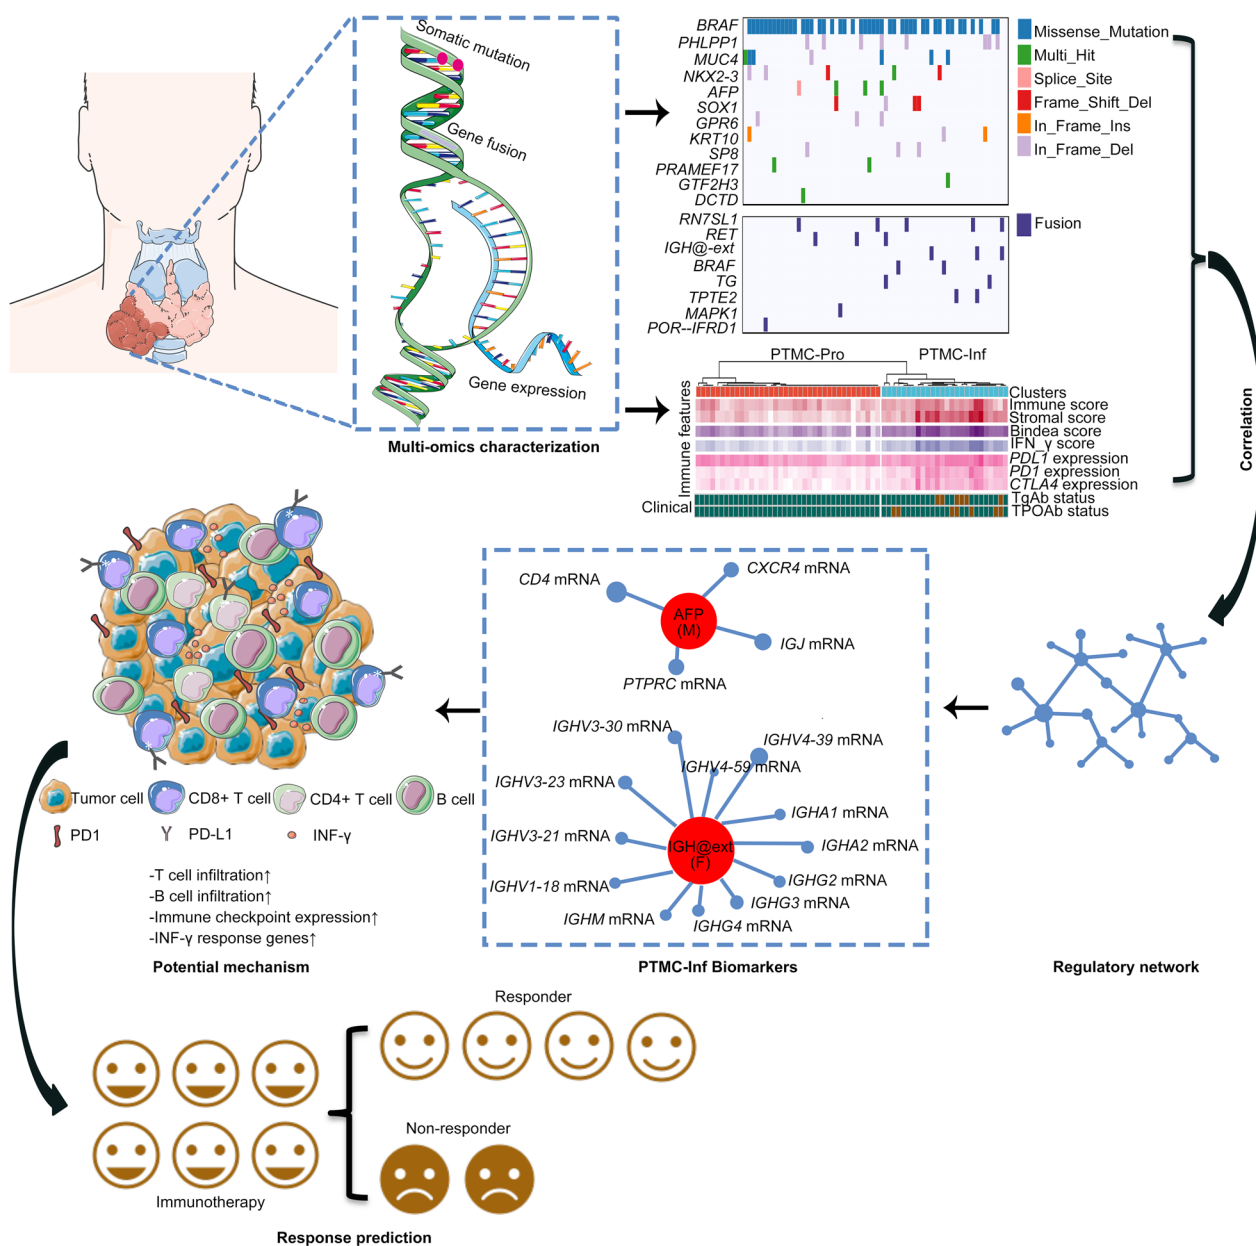 Somatic mutation
Gene fusion
Gene expression
Multi-omics characterization
BRAF
PHLPP1
MUC4
NKX2-3
AFP
SOX1
GPR6
KRT10
SP8
PRAMEF17
GTF2H3
DCTD
Missense_Mutation
Multi_Hit
Splice_Site
Frame_Shift_Del
In_Frame_Ins
In_Frame_Del
RN7SL1
RET
IGH@-ext
BRAF
TG
TPTE2
MAPK1
POR--IFRD1
Fusion
PTMC-Pro
PTMC-Inf
Immune features
Clinical
Clusters
Immune score
Stromal score
Bindea score
IFN_γ score
PDL1 expression
PD1 expression
CTLA4 expression
TgAb status
TPOAb status
Correlation
CD4 mRNA
CXCR4 mRNA
AFP
(M)
IGJ mRNA
PTPRC mRNA
IGHV3-30 mRNA
IGHV4-39 mRNA
IGHV4-59 mRNA
IGHV3-23 mRNA
IGHA1 mRNA
IGHV3-21 mRNA
IGH@ext
(F)
IGHA2 mRNA
IGHV1-18 mRNA
IGHG2 mRNA
IGHG3 mRNA
IGHM mRNA
IGHG4 mRNA
PTMC-Inf Biomarkers
Regulatory network
Tumor cell
CD8+ T cell
CD4+ T cell
B cell
PD1
PD-L1
INF-γ
-T cell infiltration↑
-B cell infiltration↑
-Immune checkpoint expression↑
-INF-γ response genes↑
Potential mechanism
Responder
Non-responder
Immunotherapy
Response prediction